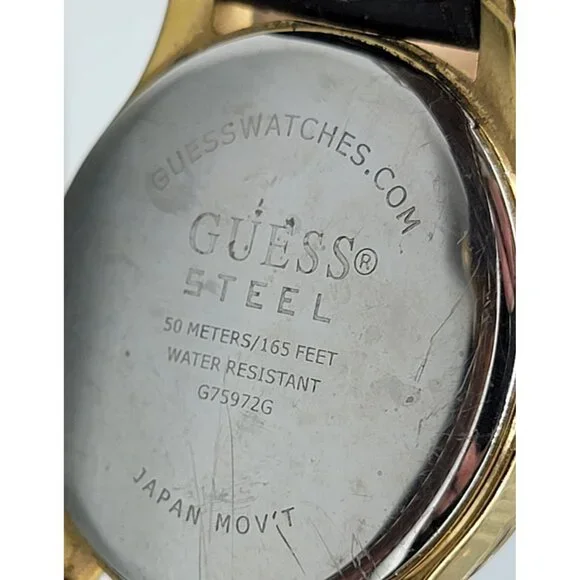 GUESSWATCHES.COM
GUESS®
STEEL
50 METERS/165 FEET
WATER RESISTANT
G75972G
JAPAN MOV'T